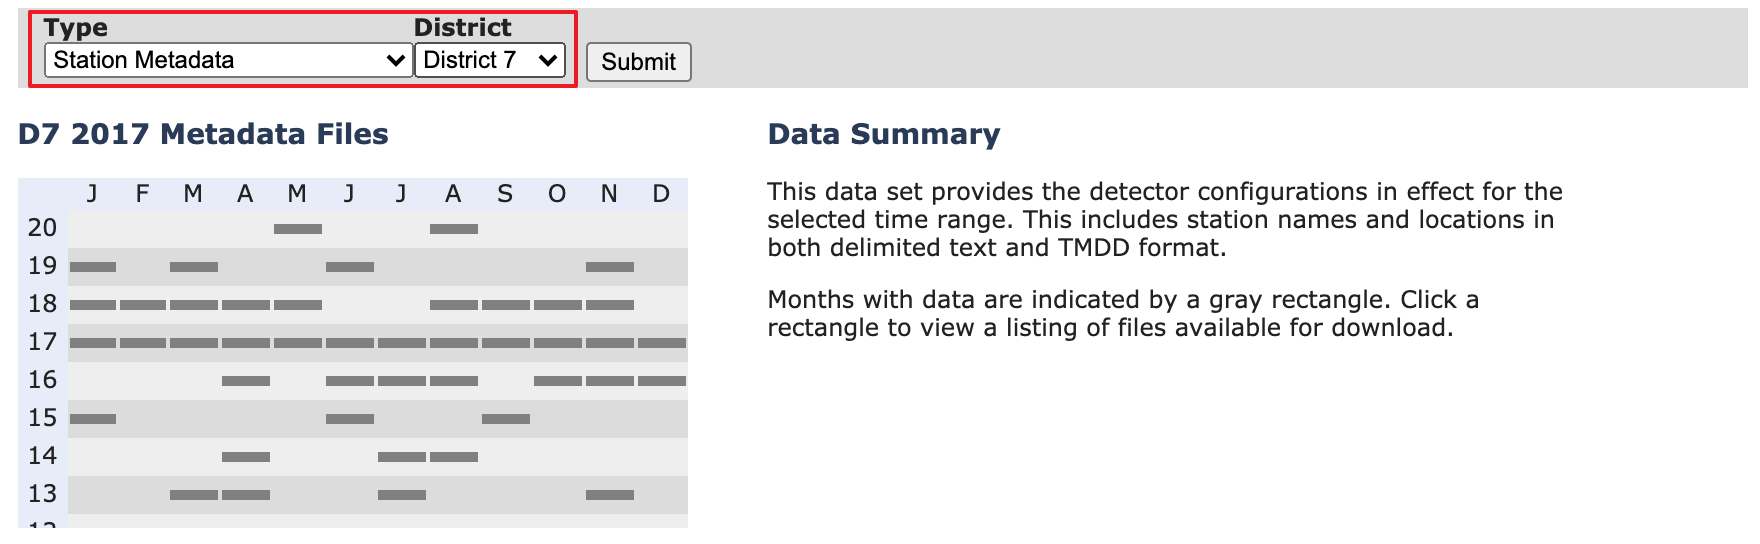 Type District
Station Metadata District 7 Submit
D7 2017 Metadata Files
J F M A M J J A S O N D
20
19
18
17
16
15
14
13
Data Summary
This data set provides the detector configurations in effect for the
selected time range. This includes station names and locations in
both delimited text and TMDD format.
Months with data are indicated by a gray rectangle. Click a
rectangle to view a listing of files available for download.